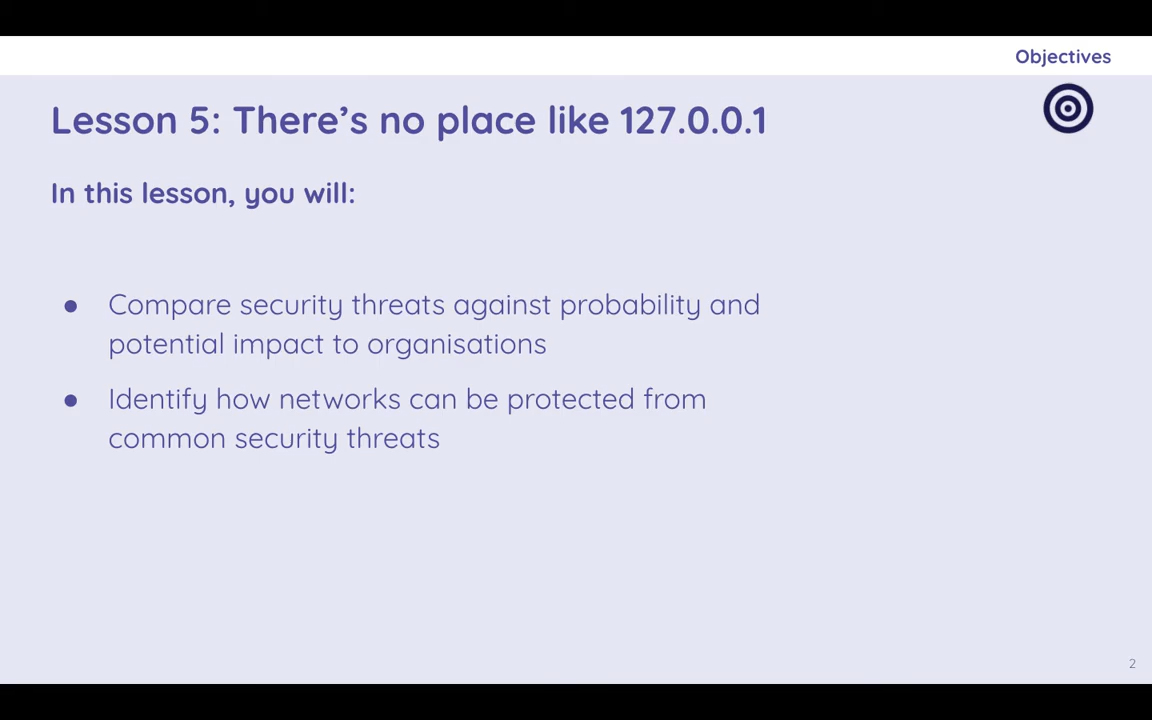 Objectives
Lesson 5: There’s no place like 127.0.0.1
In this lesson, you will:
● Compare security threats against probability and
potential impact to organisations
● Identify how networks can be protected from
common security threats
2